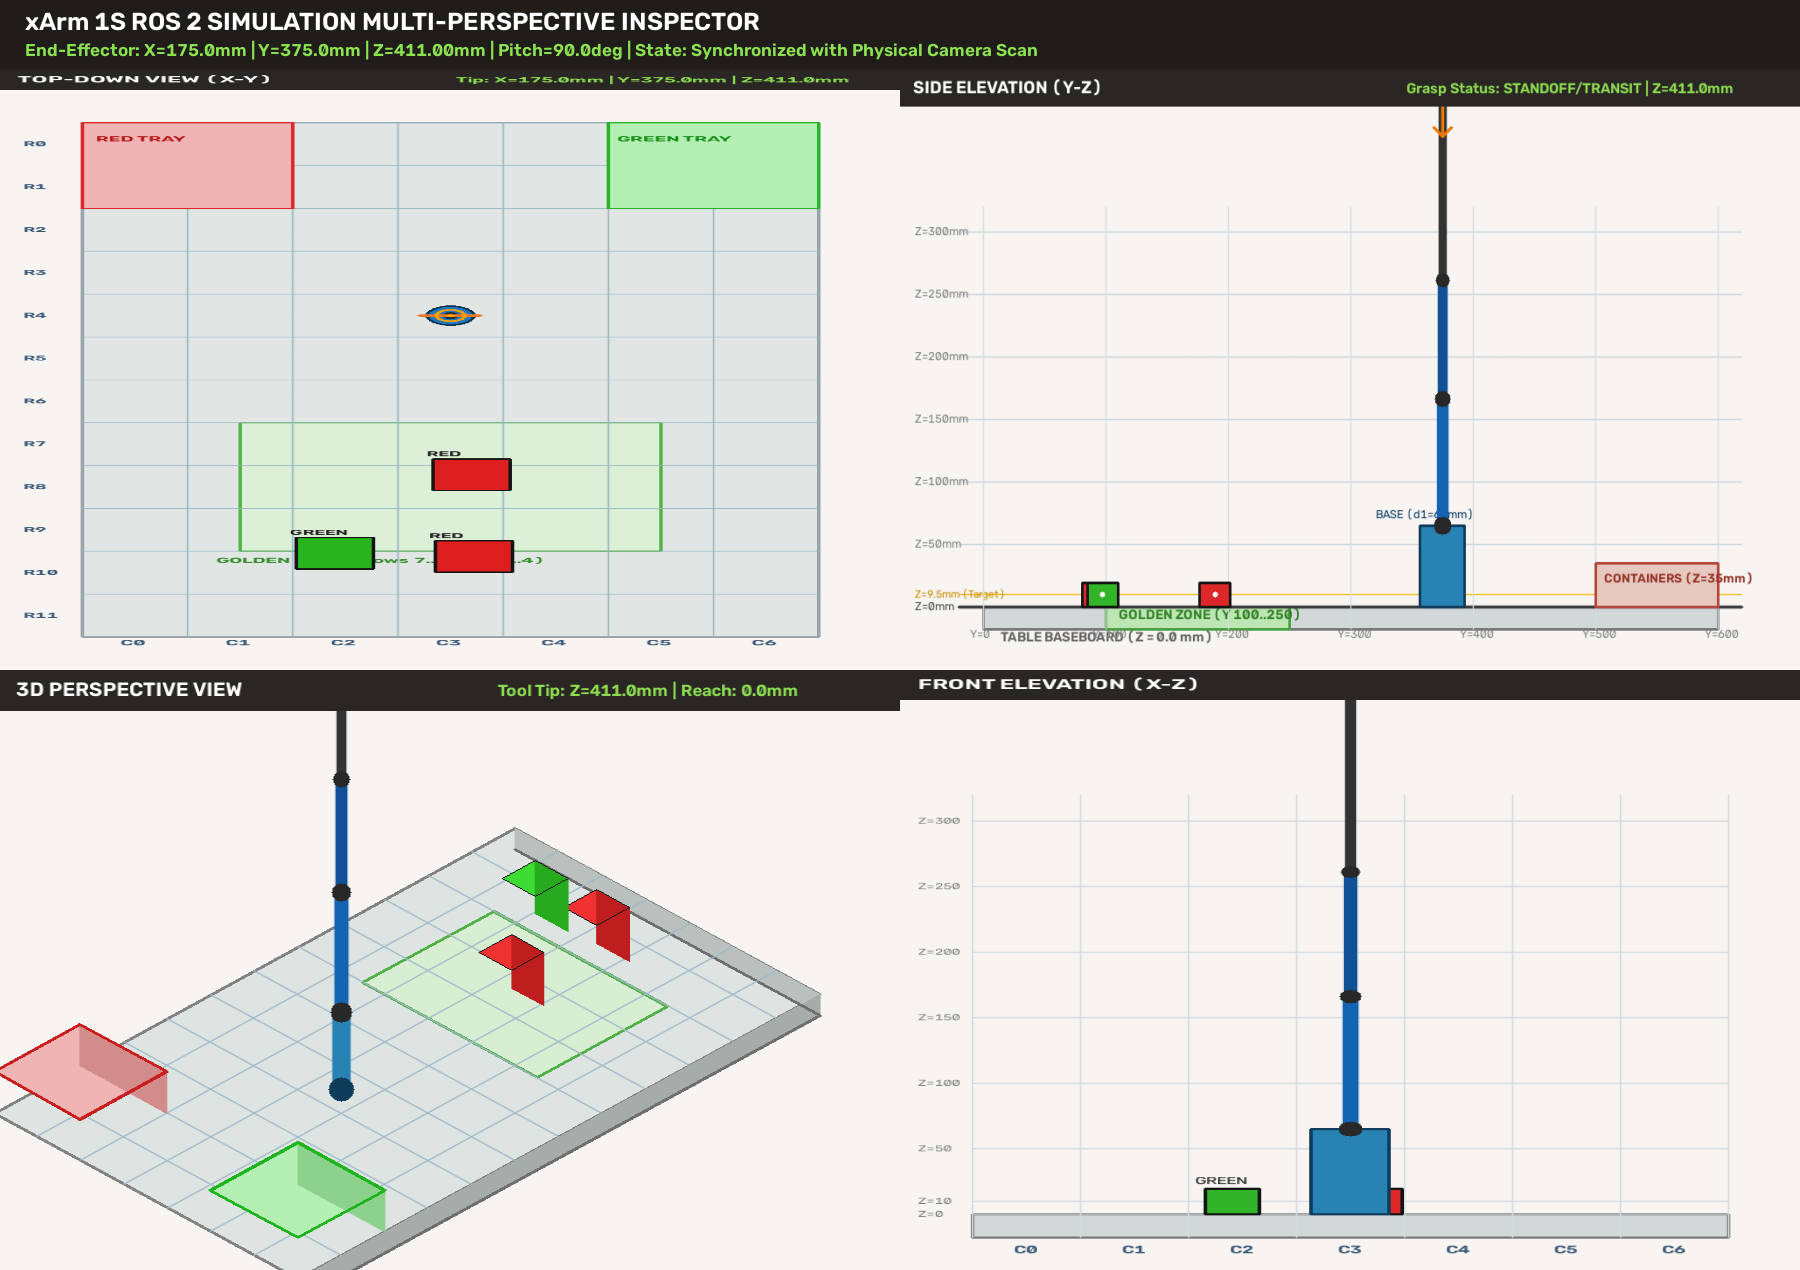 xArm 1S ROS 2 SIMULATION MULTI-PERSPECTIVE INSPECTOR
End-Effector: X=175.0mm | Y=375.0mm | Z=411.00mm | Pitch=90.0deg | State: Synchronized with Physical Camera Scan
TOP-DOWN VIEW (X-Y)
Tip: X=175.0mm | Y=375.0mm | Z=411.0mm
RED TRAY
GREEN TRAY
R0
R1
R2
R3
R4
R5
R6
R7
R8
R9
R10
R11
RED
GREEN
RED
GOLDEN
ows 7..
.4)
C0 C1 C2 C3 C4 C5 C6
SIDE ELEVATION (Y-Z)
Grasp Status: STANDOFF/TRANSIT | Z=411.0mm
Z=300mm
Z=250mm
Z=200mm
Z=150mm
Z=100mm
BASE (d1=6 mm)
Z=50mm
CONTAINERS (Z=35mm)
Z=9.5mm (Target)
Z=0mm
GOLDEN ZONE (Y 100..250)
Y=0 Y=200 Y=300 Y=400 Y=500 Y=600
TABLE BASEBOARD (Z = 0.0 mm)
3D PERSPECTIVE VIEW
Tool Tip: Z=411.0mm | Reach: 0.0mm
FRONT ELEVATION (X-Z)
Z=300
Z=250
Z=200
Z=150
Z=100
Z=50
GREEN
Z=10
Z=0
C0 C1 C2 C3 C4 C5 C6